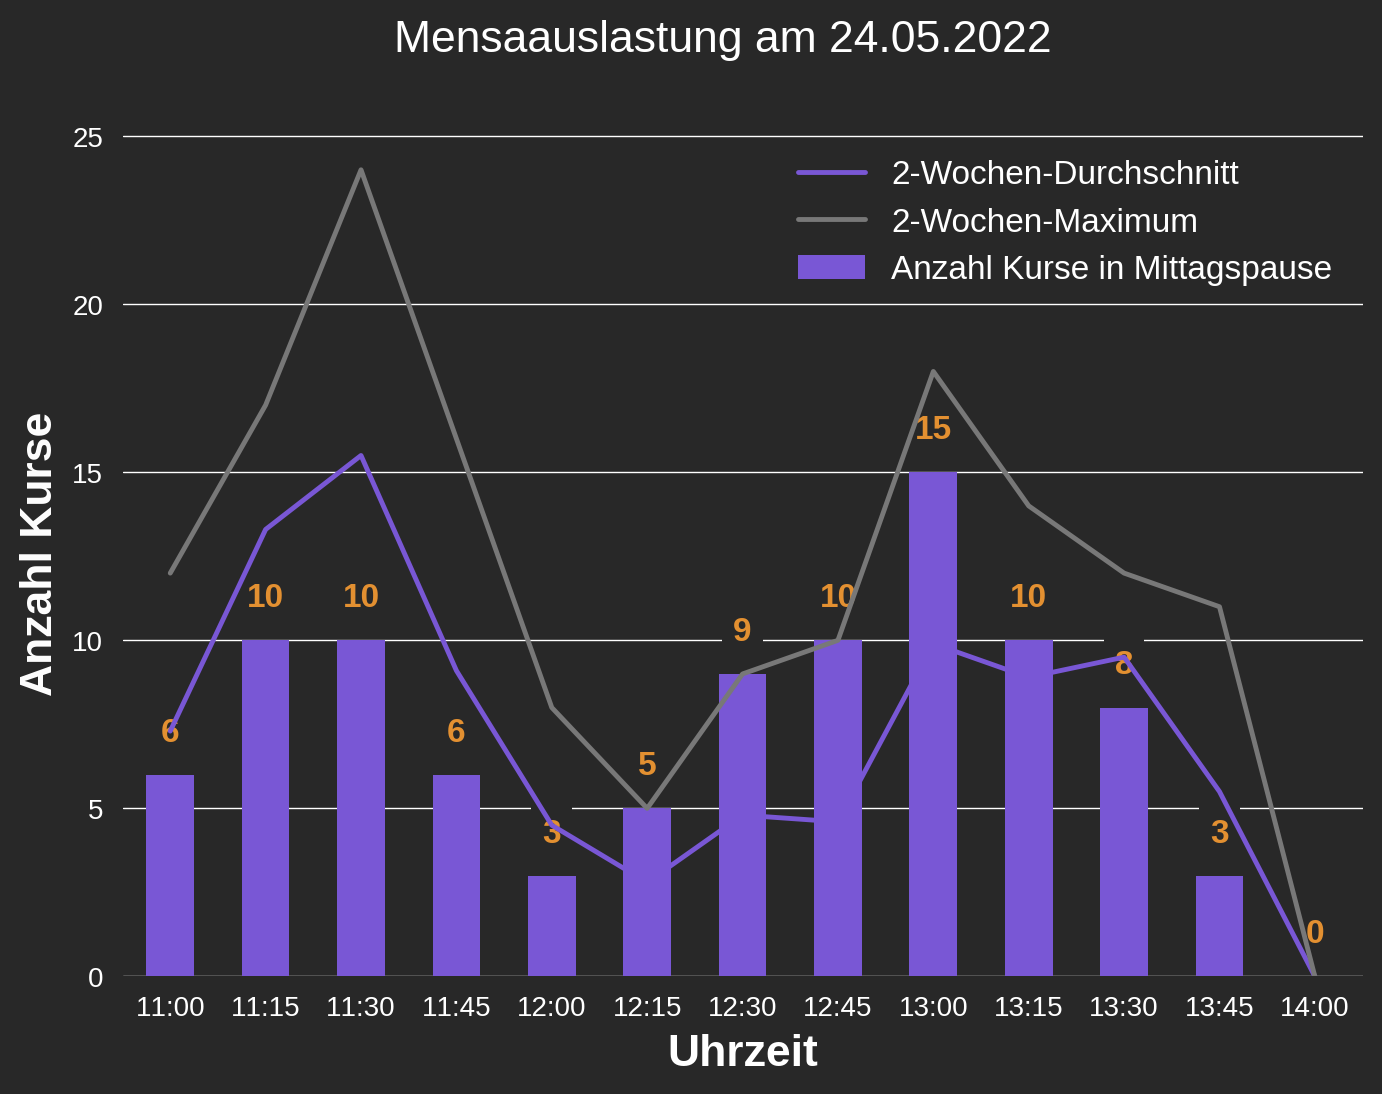 Mensaauslastung am 24.05.2022
25
20
15
10
5
0
Anzahl Kurse
2-Wochen-Durchschnitt
2-Wochen-Maximum
Anzahl Kurse in Mittagspause
6
10
10
6
3
5
9
10
15
10
8
3
0
11:00 11:15 11:30 11:45 12:00 12:15 12:30 12:45 13:00 13:15 13:30 13:45 14:00
Uhrzeit